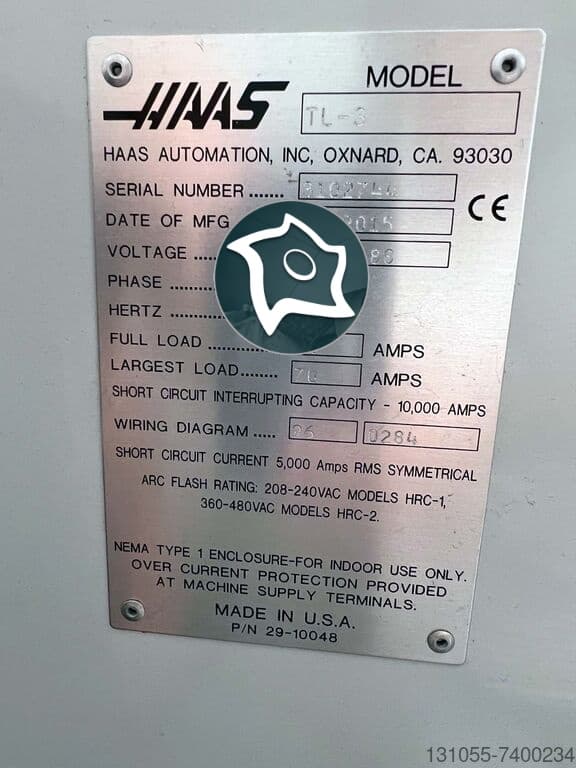 HAAS
MODEL
TL-3
HAAS AUTOMATION, INC, OXNARD, CA. 93030
SERIAL NUMBER .......
CE
DATE OF MFG 2015
VOLTAGE
PHASE
HERTZ
FULL LOAD AMPS
LARGEST LOAD........ AMPS
SHORT CIRCUIT INTERRUPTING CAPACITY - 10,000 AMPS
WIRING DIAGRAM ..... 96 0284
SHORT CIRCUIT CURRENT 5,000 Amps RMS SYMMETRICAL
ARC FLASH RATING: 208-240VAC MODELS HRC-1,
360-480VAC MODELS HRC-2.
NEMA TYPE 1 ENCLOSURE-FOR INDOOR USE ONLY.
OVER CURRENT PROTECTION PROVIDED
AT MACHINE SUPPLY TERMINALS.
MADE IN U.S.A.
P/N 29-10048
131055-7400234